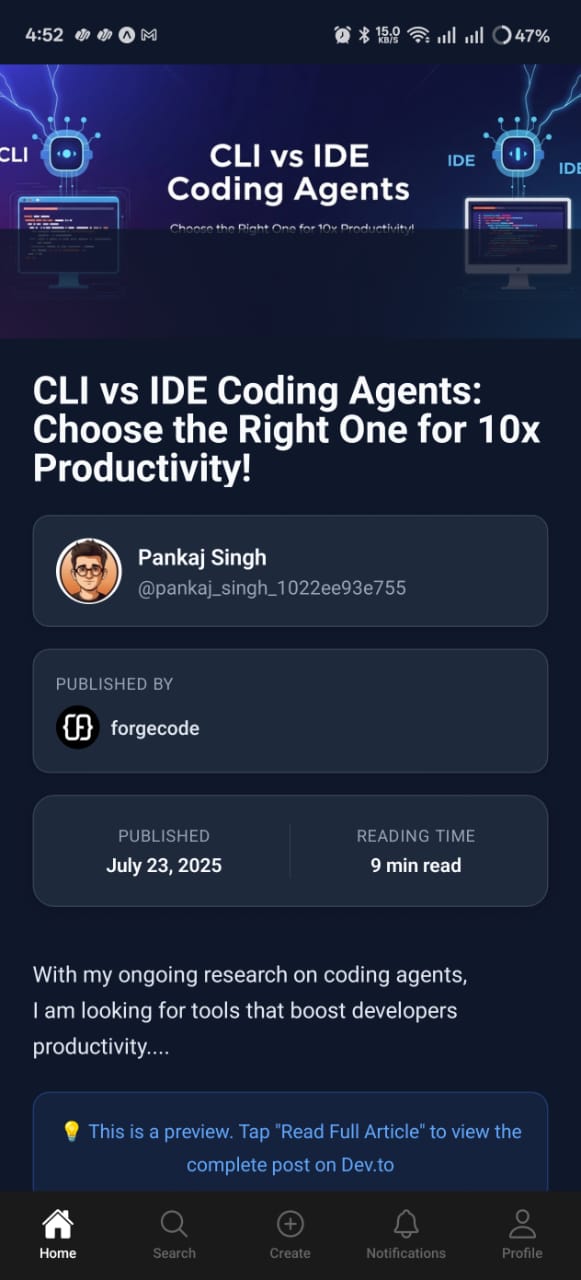 4:52
15.0
KB/S
47%
CLI
CLI vs IDE
Coding Agents
IDE
IDE
Choose the Right One for 10x Productivity!
CLI vs IDE Coding Agents:
Choose the Right One for 10x
Productivity!
Pankaj Singh
@pankaj_singh_1022ee93e755
PUBLISHED BY
forgecode
PUBLISHED
July 23, 2025
READING TIME
9 min read
With my ongoing research on coding agents,
I am looking for tools that boost developers
productivity....
💡 This is a preview. Tap "Read Full Article" to view the
complete post on Dev.to
Home
Search
Create
Notifications
Profile